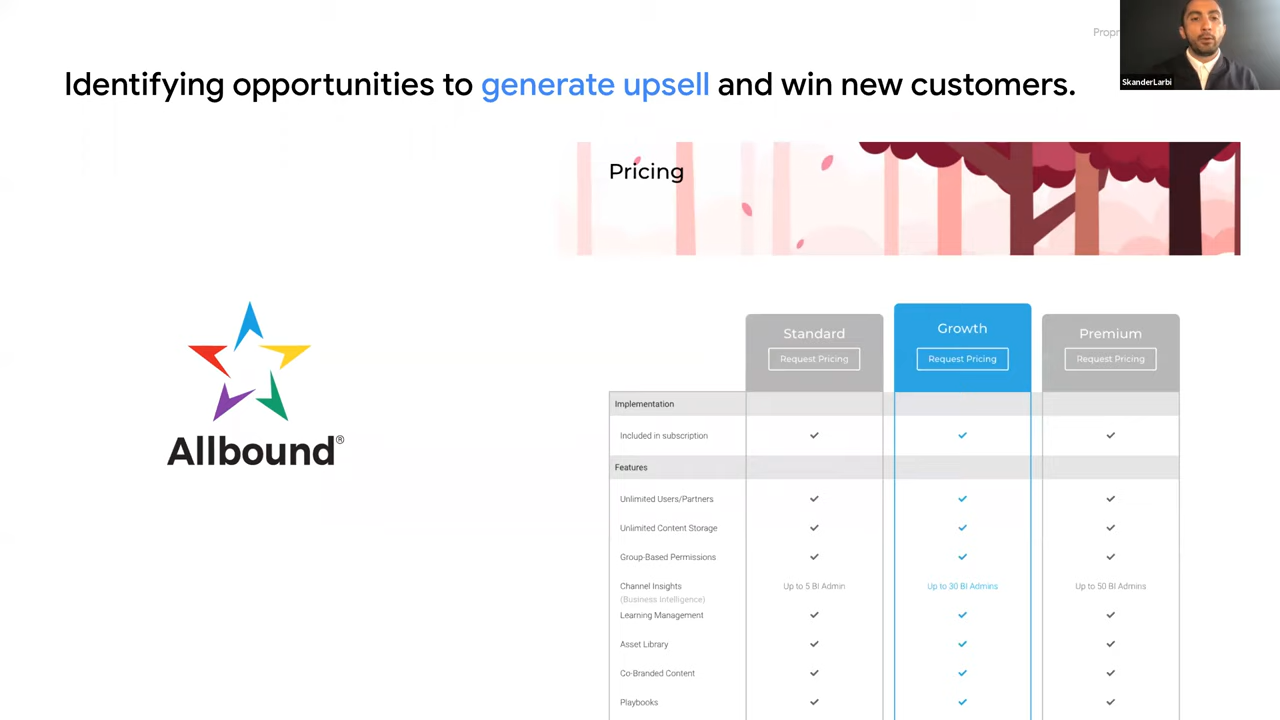 Identifying opportunities to generate upsell and win new customers.
SkanderLarbi
Pricing
Allbound®
Standard Growth Premium
Request Pricing Request Pricing Request Pricing
Implementation
Included in subscription
Features
Unlimited Users/Partners
Unlimited Content Storage
Group-Based Permissions
Channel Insights Up to 5 BI Admin Up to 30 BI Admins Up to 50 BI Admins
(Business intelligence)
Learning Management
Asset Library
Co-Branded Content
Playbooks